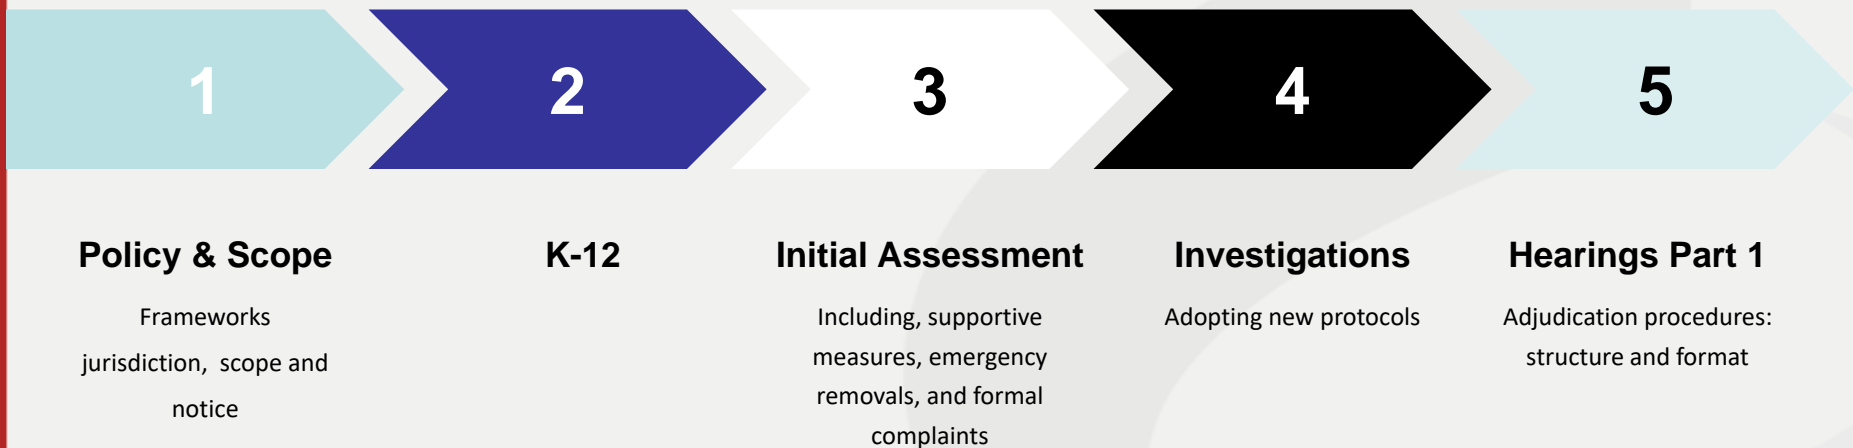 1
2
3
4
5
Policy & Scope
Frameworks
jurisdiction, scope and
notice
K-12
Initial Assessment
Including, supportive
measures, emergency
removals, and formal
complaints
Investigations
Adopting new protocols
Hearings Part 1
Adjudication procedures:
structure and format